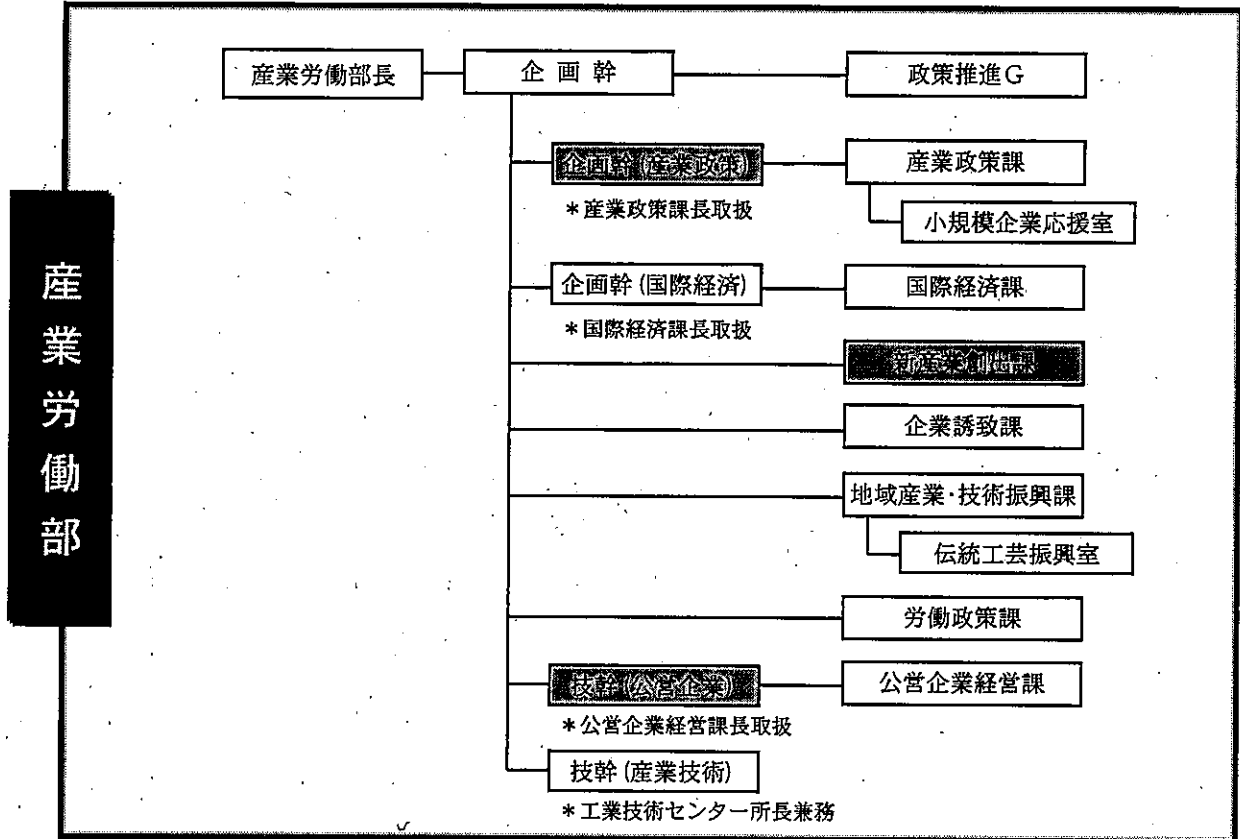 産業労働部
産業労働部長
企画幹
政策推進G
企画幹(産業政策)
産業政策課
*産業政策課長取扱
小規模企業応援室
企画幹(国際経済)
国際経済課
*国際経済課長取扱
新産業創出課
企業誘致課
地域産業・技術振興課
伝統工芸振興室
労働政策課
技幹(公営企業)
公営企業経営課
*公営企業経営課長取扱
技幹(産業技術)
*工業技術センター所長兼務